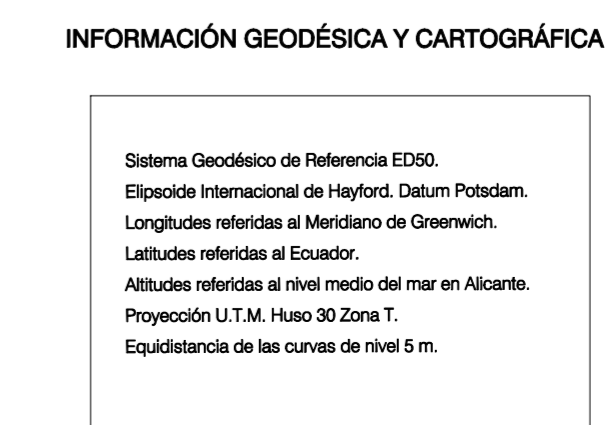 INFORMACIÓN GEODÉSICA Y CARTOGRÁFICA
Sistema Geodésico de Referencia ED50.
Elipsoide Internacional de Hayford. Datum Potsdam.
Longitudes referidas al Meridiano de Greenwich.
Latitudes referidas al Ecuador.
Altitudes referidas al nivel medio del mar en Alicante.
Proyección U.T.M. Huso 30 Zona T.
Equidistancia de las curvas de nivel 5 m.